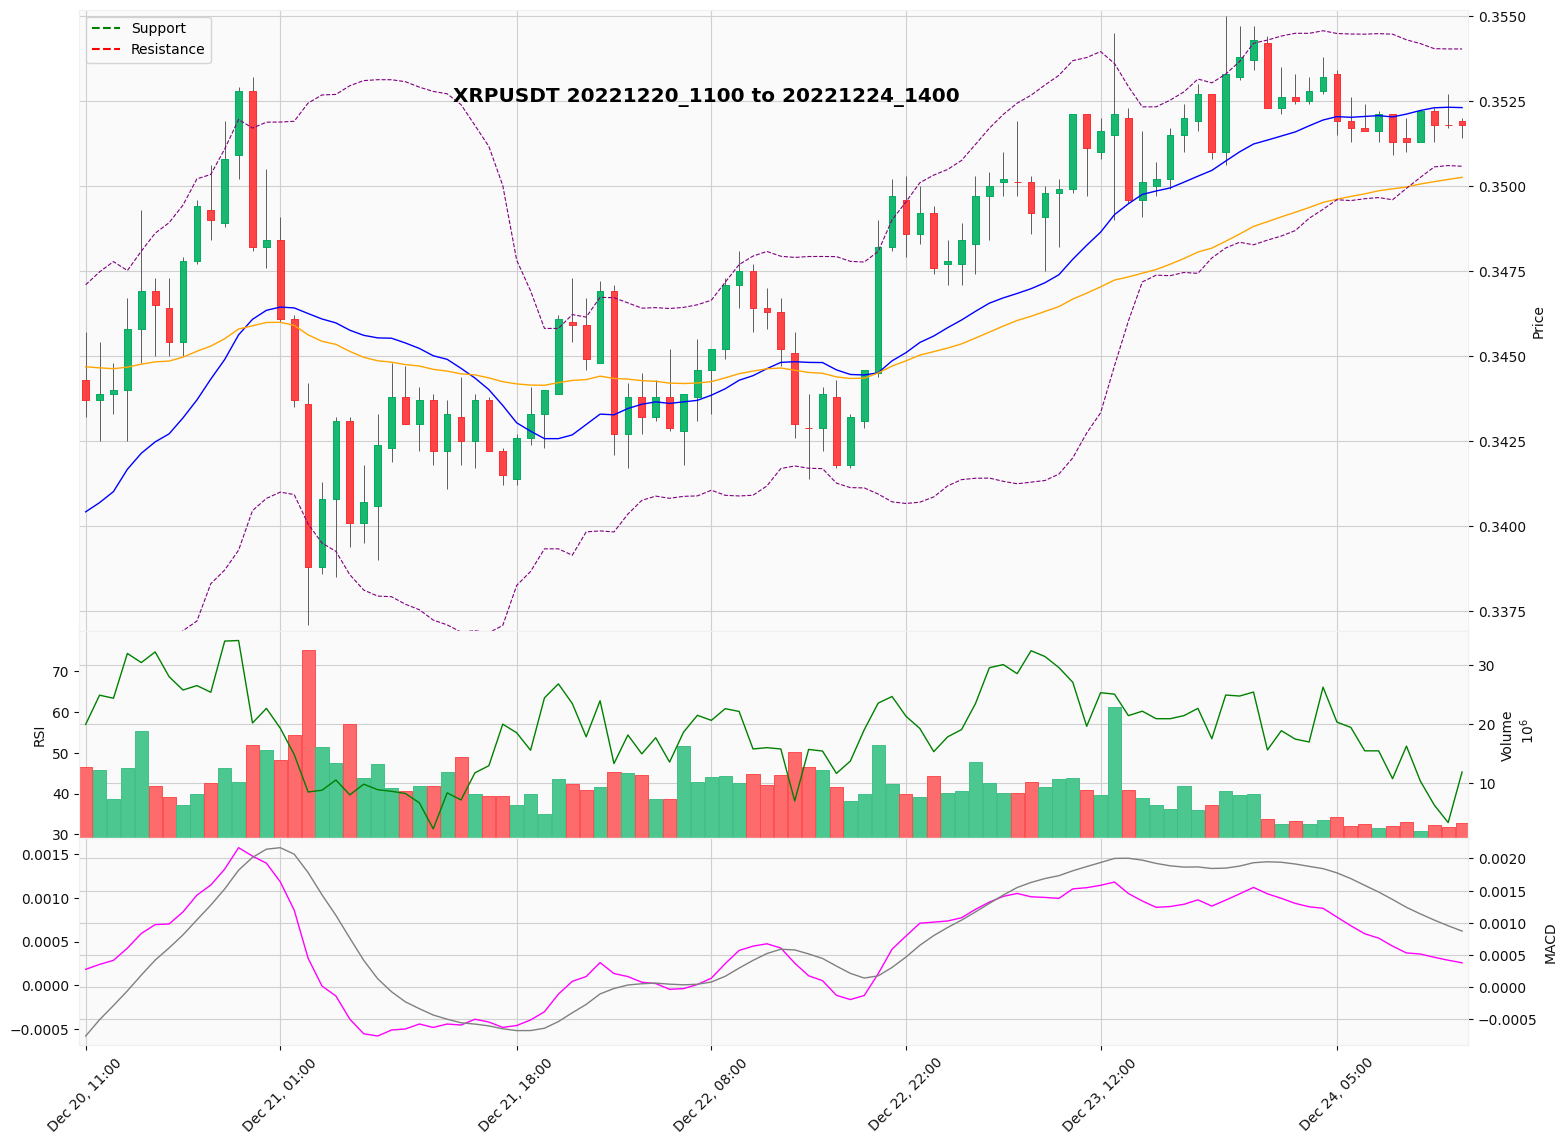 Support
Resistance
XRPUSDT 20221220_1100 to 20221224_1400
0.3550
0.3525
0.3500
0.3475
0.3450
0.3425
0.3400
0.3375
Price
70
60
50
40
30
RSI
30
20
10
Volume
10^6
0.0015
0.0010
0.0005
0.0000
−0.0005
0.0020
0.0015
0.0010
0.0005
0.0000
−0.0005
MACD
Dec 20, 11:00
Dec 21, 01:00
Dec 21, 18:00
Dec 22, 08:00
Dec 22, 22:00
Dec 23, 12:00
Dec 24, 05:00